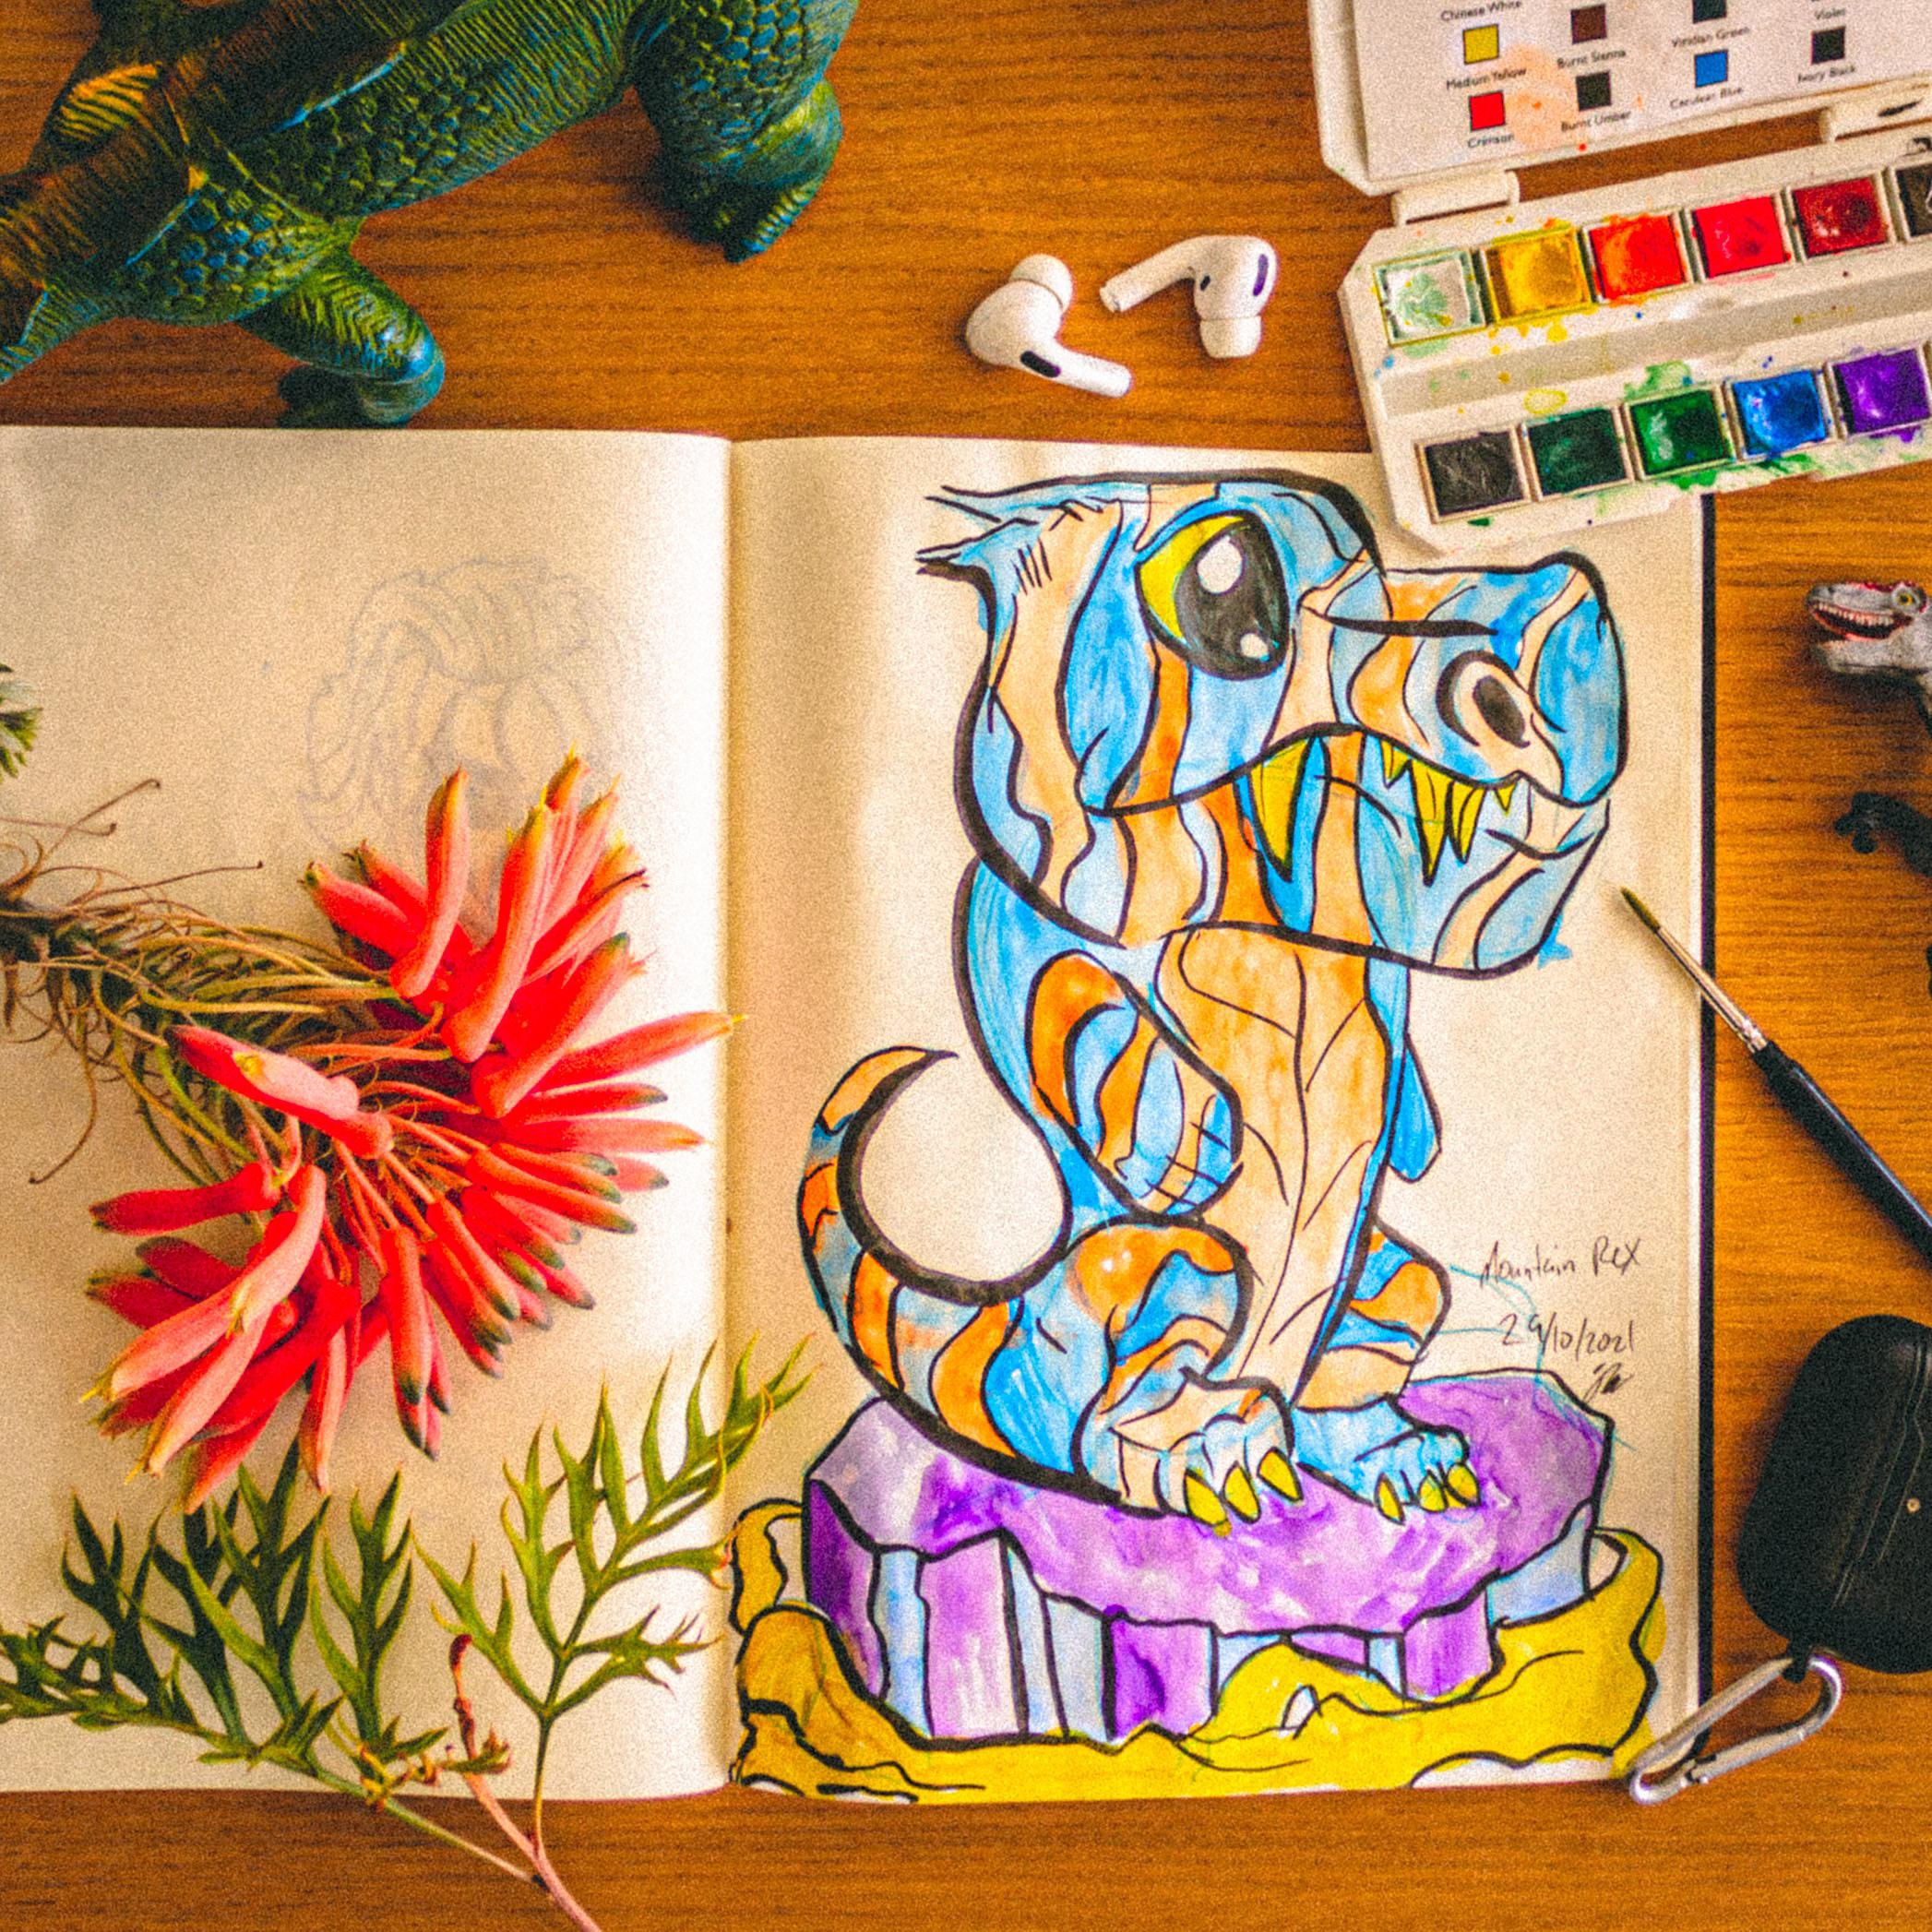 Chinese White
Violet
Medium Yellow
Burnt Sienna
Viridian Green
Ivory Black
Crimson
Burnt Umber
Cerulean Blue
Mountain Rex
29/10/2021